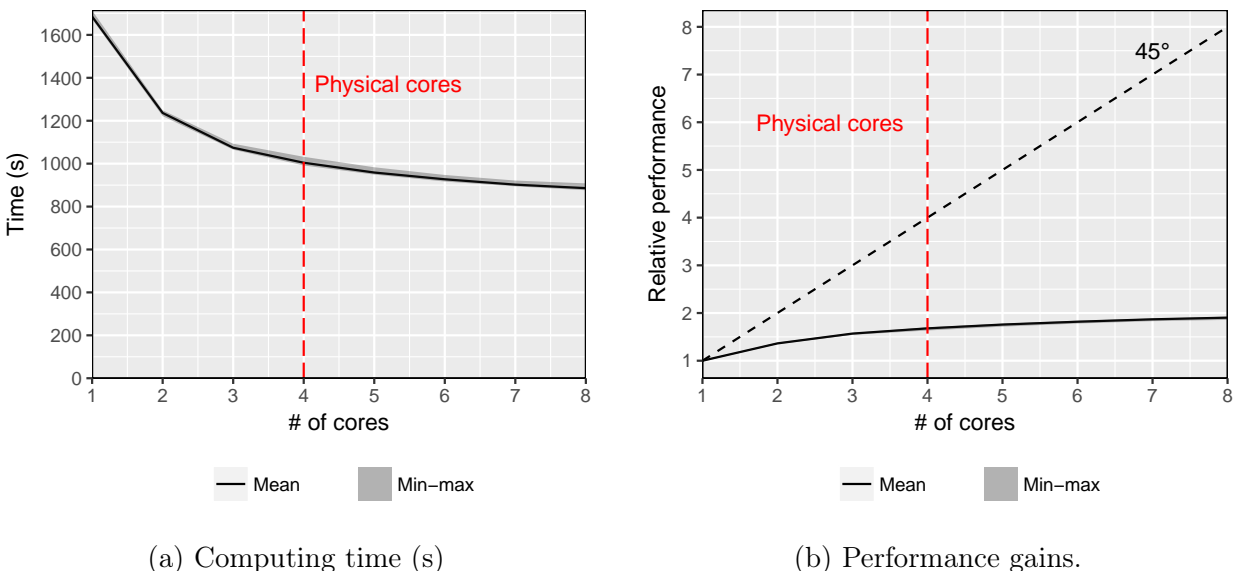 Time (s)
1600
1400
1200
1000
800
600
400
200
0
Physical cores
1 2 3 4 5 6 7 8
# of cores
Mean Min−max
(a) Computing time (s)
Relative performance
8
7
6
5
4
3
2
1
45°
Physical cores
1 2 3 4 5 6 7 8
# of cores
Mean Min−max
(b) Performance gains.